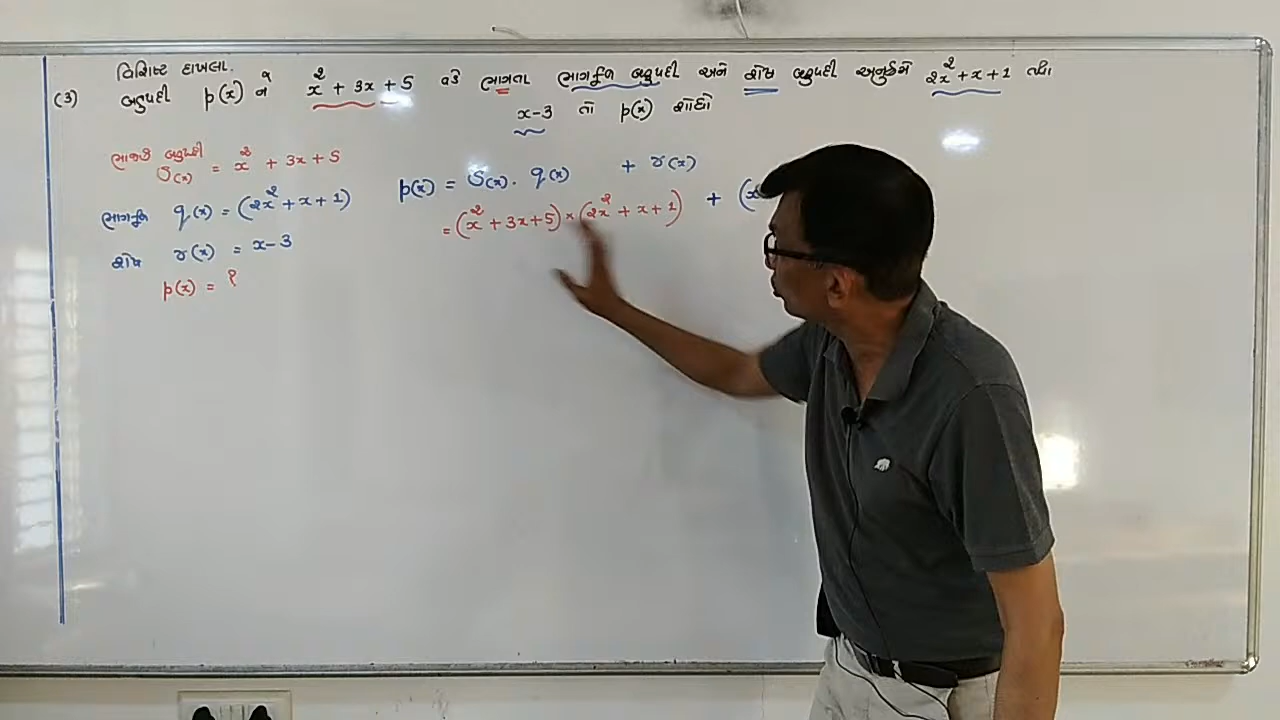 વિશિષ્ટ દાખલા.
(3) બહુપદી p(x) ને x² + 3x + 5 વડે ભાગતા ભાગફળ બહુપદી અને શેષ બહુપદી અનુક્રમે 2x² + x + 1 તથા
x-3 તો p(x) શોધો
ભાજક બહુપદી
S(x) = x² + 3x + 5
ભાગફળ q(x) = (2x² + x + 1)
શેષ r(x) = x-3
p(x) = ?
p(x) = S(x). q(x) + r(x)
= (x² + 3x + 5) × (2x² + x + 1) + (x